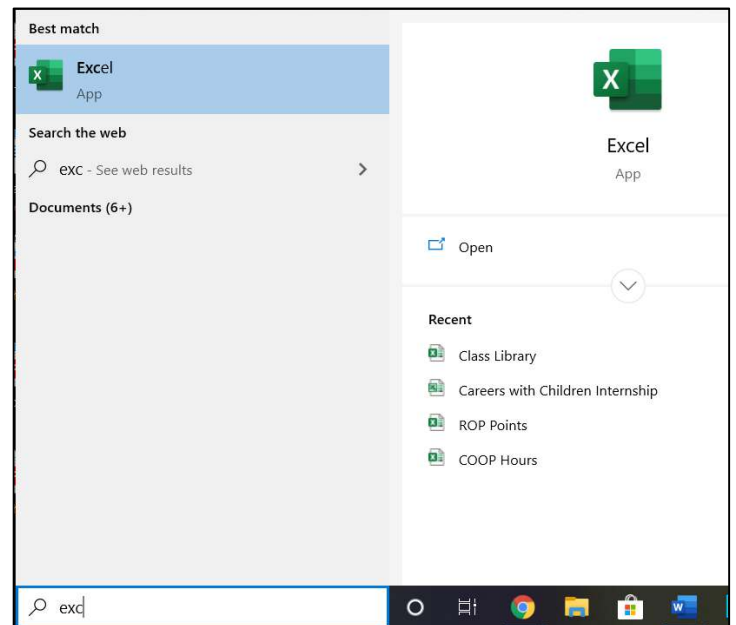 Best match
Excel
App
Search the web
exc - See web results
Documents (6+)
exc
Excel
App
Open
Recent
Class Library
Careers with Children Internship
ROP Points
COOP Hours